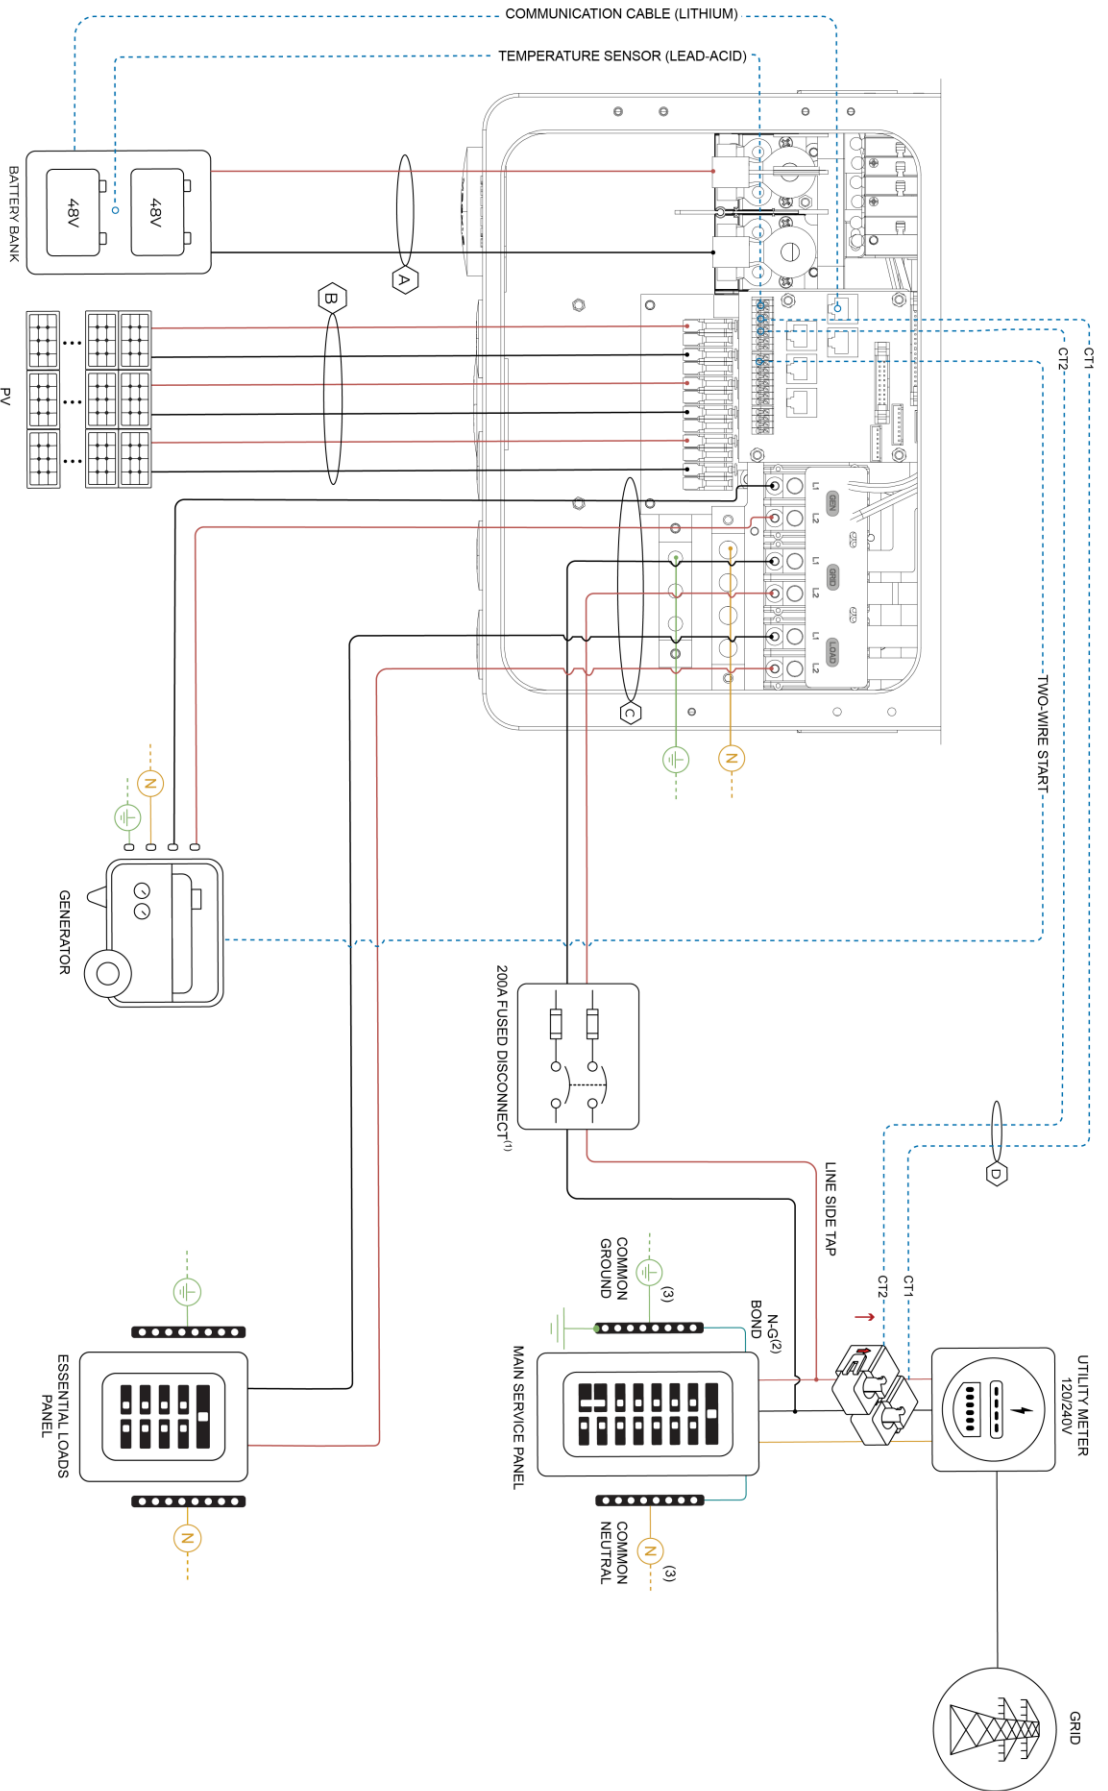 COMMUNICATION CABLE (LITHIUM)
TEMPERATURE SENSOR (LEAD-ACID)
BATTERY BANK
48V
48V
A
B
PV
CT1
CT2
GEN
L1
L2
GRID
L1
L2
LOAD
L1
L2
C
N
TWO-WIRE START
N
GENERATOR
200A FUSED DISCONNECT(1)
D
LINE SIDE TAP
CT1
CT2
UTILITY METER
120/240V
GRID
N-G(2)
BOND
COMMON
GROUND
(3)
MAIN SERVICE PANEL
COMMON
NEUTRAL
(3)
N
ESSENTIAL LOADS
PANEL
N